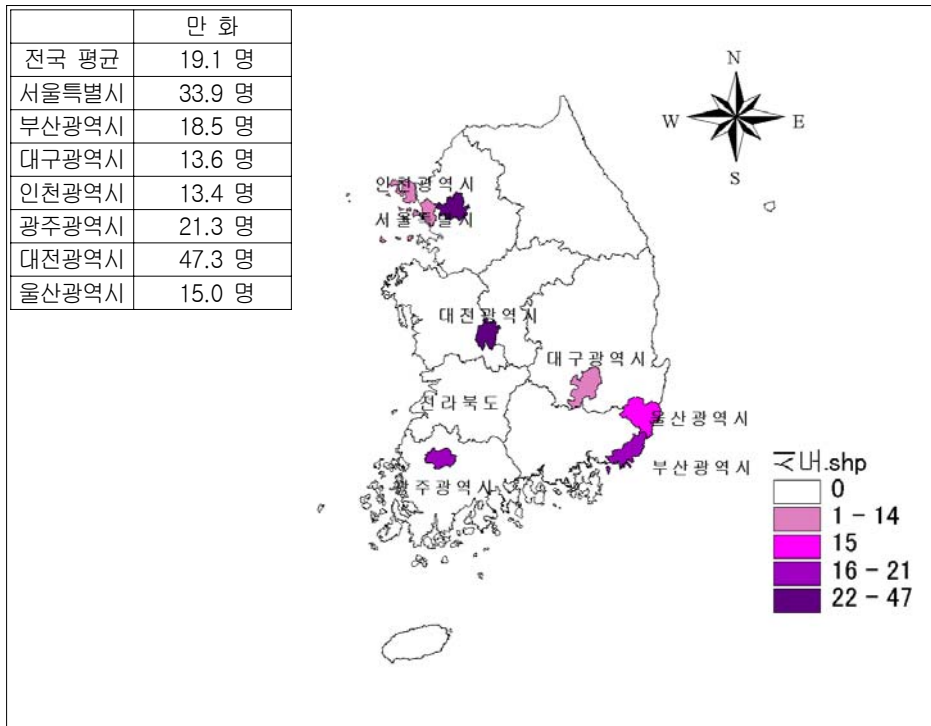 만 화
전국 평균 19.1 명
서울특별시 33.9 명
부산광역시 18.5 명
대구광역시 13.6 명
인천광역시 13.4 명
광주광역시 21.3 명
대전광역시 47.3 명
울산광역시 15.0 명
N
W
E
S
인천광역시
서울특별시
대전광역시
대구광역시
전라북도
울산광역시
부산광역시
광주광역시
시내.shp
0
1 - 14
15
16 - 21
22 - 47